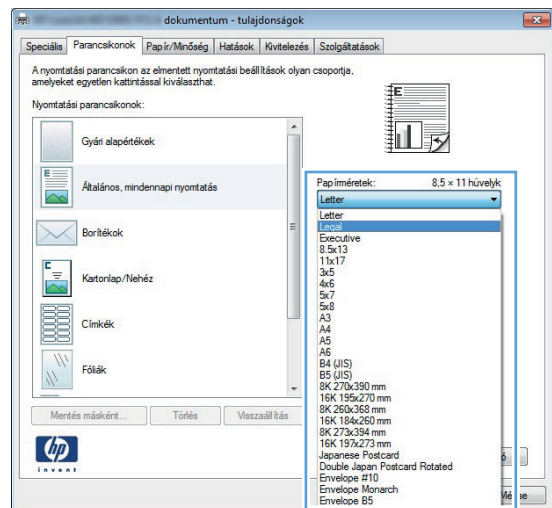 dokumentum - tulajdonságok
Speciális Parancsikonok Papír/Minőség Hatások Kivitelezés Szolgáltatások
A nyomtatási parancsikon az elmentett nyomtatási beállítások olyan csoportja,
amelyeket egyetlen kattintással kiválaszthat.
Nyomtatási parancsikonok:
Gyári alapértékek
Általános, mindennapi nyomtatás
Borítékok
Kartonlap/Nehéz
Címkék
Fóliák
Mentés másként... Törlés Visszaállítás
hp
invent
E
E
C
Papírméretek: 8,5 × 11 hüvelyk
Letter
Letter
Legal
Executive
8.5x13
11x17
3x5
4x6
5x7
5x8
A3
A4
A5
A6
B4 (JIS)
B5 (JIS)
8K 270x390 mm
16K 195x270 mm
8K 260x368 mm
16K 184x260 mm
8K 273x394 mm
16K 197x273 mm
Japanese Postcard
Double Japan Postcard Rotated
Envelope #10
Envelope Monarch
Envelope B5